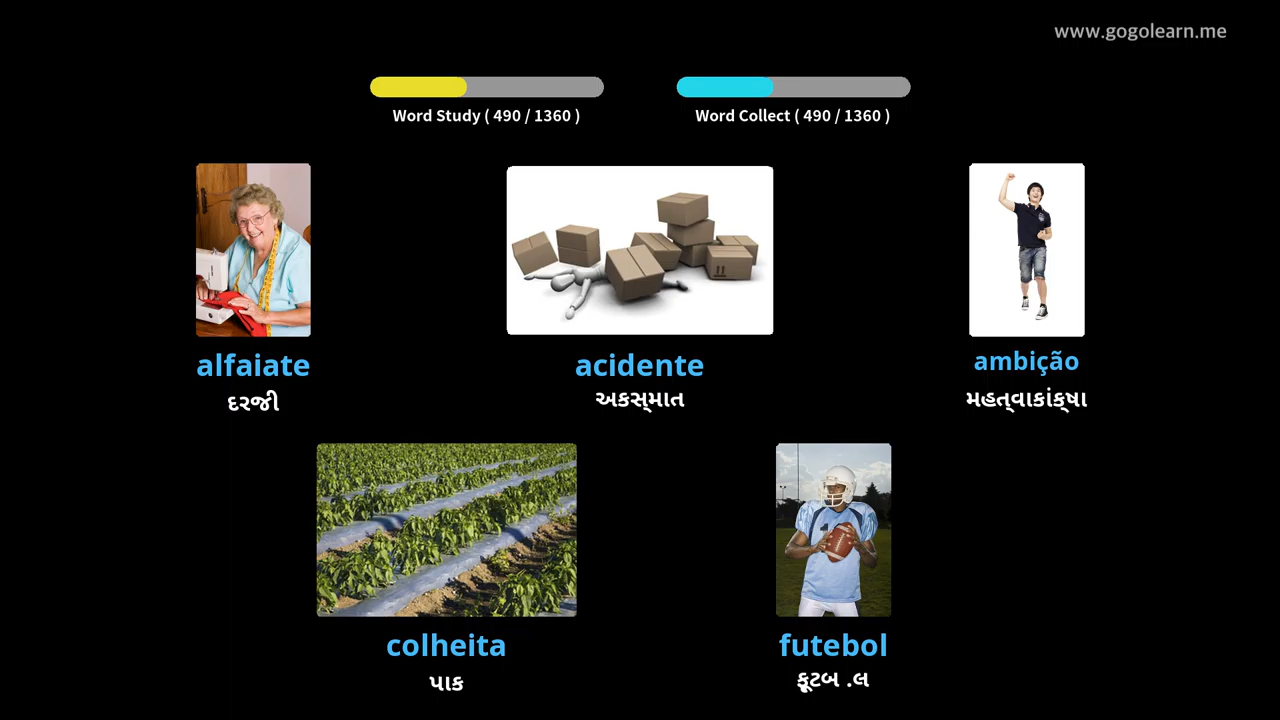 www.gogolearn.me
Word Study ( 490 / 1360 )
Word Collect ( 490 / 1360 )
alfaiate
દરજી
acidente
અકસ્માત
ambição
મહત્વાકાંક્ષા
colheita
પાક
futebol
ફૂટબ .લ